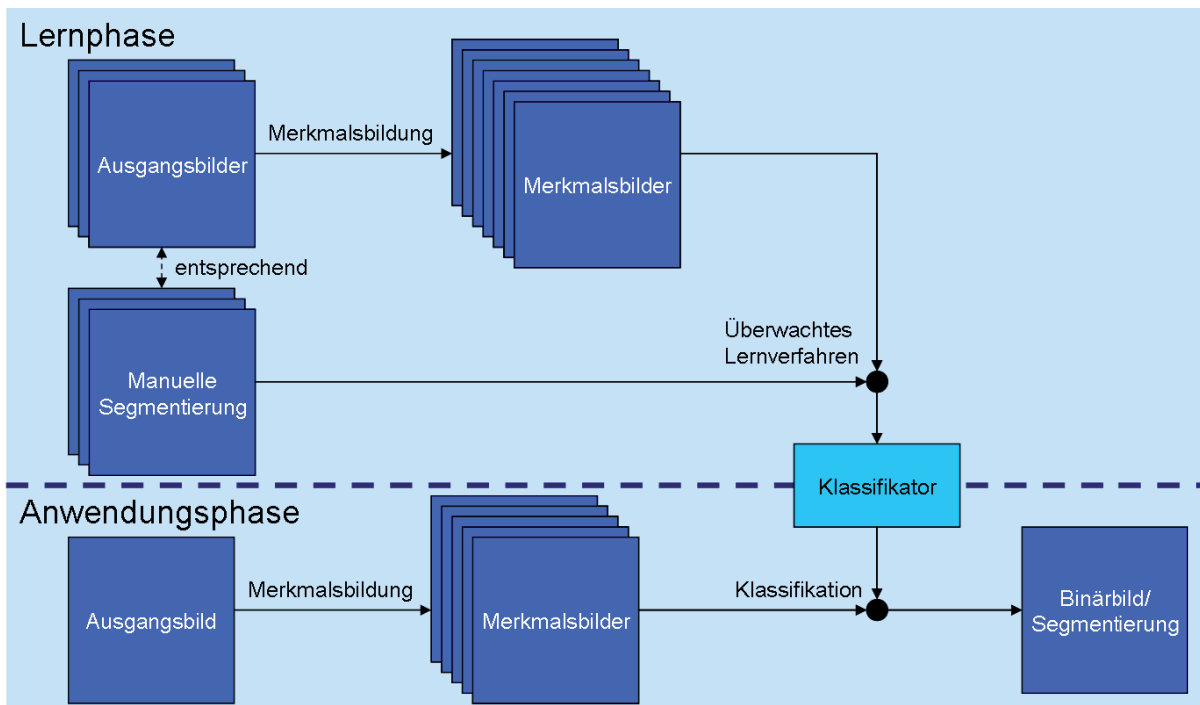 Lernphase
Ausgangsbilder
Merkmalsbildung
Merkmalsbilder
entsprechend
Manuelle
Segmentierung
Überwachtes
Lernverfahren
Klassifikator
Anwendungsphase
Ausgangsbild
Merkmalsbildung
Merkmalsbilder
Klassifikation
Binärbild/
Segmentierung